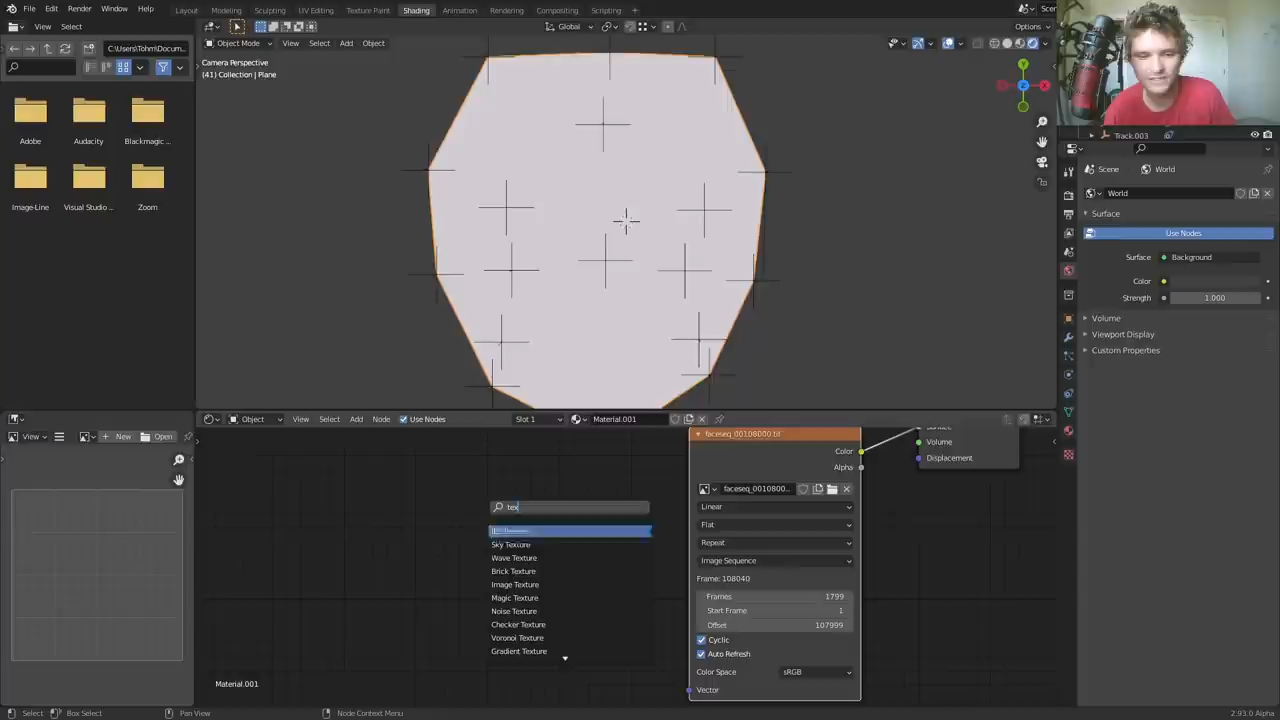 File Edit Render Window Help
Layout Modeling Sculpting UV Editing Texture Paint Shading Animation Rendering Compositing Scripting
Scer
View Select
Global
Options
C:\Users\Tohm\Docum...
Object Mode View Select Add Object
Camera Perspective
(41) Collection | Plane
Adobe Audacity Blackmagic ...
Image-Line Visual Studio ... Zoom
Track.003
Scene World
World
Surface
Use Nodes
Surface Background
Color
Strength 1.000
Volume
Viewport Display
Custom Properties
View New Open
Object View Select Add Node Use Nodes Slot 1 Material.001
faceseq_00108000.tif
Color
Alpha
faceseq_0010800...
Linear
Flat
Repeat
Image Sequence
Frame: 108040
Frames 1799
Start Frame 1
Offset 107999
Cyclic
Auto Refresh
Color Space sRGB
Vector
Volume
Displacement
tex
Sky Texture
Wave Texture
Brick Texture
Image Texture
Magic Texture
Noise Texture
Checker Texture
Voronoi Texture
Gradient Texture
Material.001
Select Box Select Pan View Node Context Menu 2.93.0 Alpha